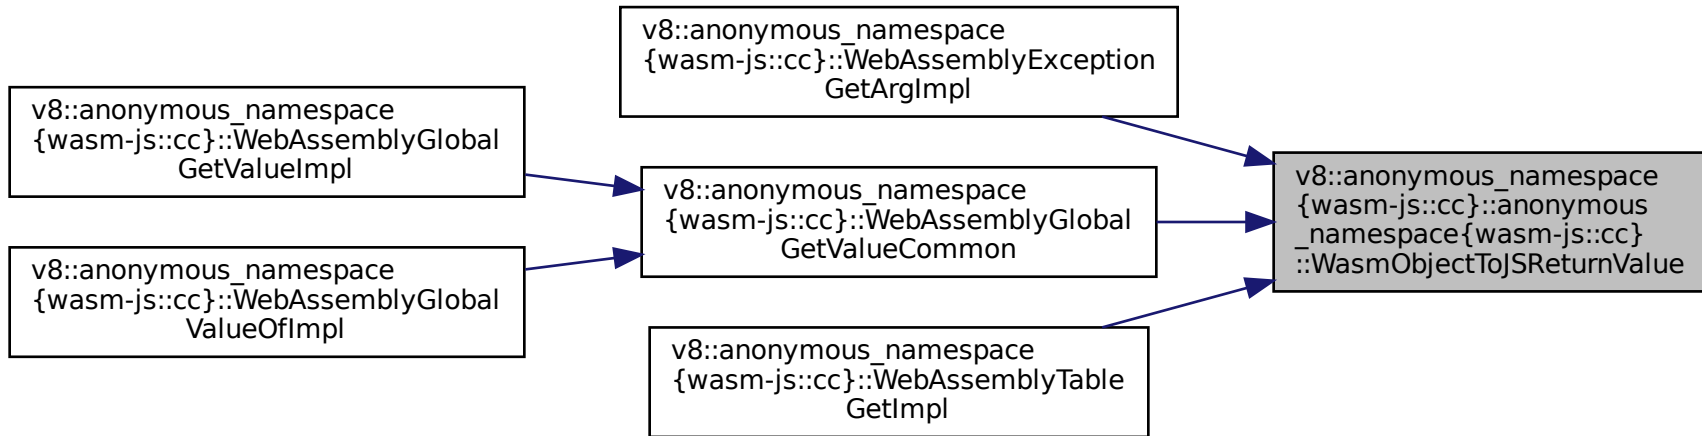 v8::anonymous_namespace
{wasm-js::cc}::WebAssemblyException
GetArgImpl
v8::anonymous_namespace
{wasm-js::cc}::WebAssemblyGlobal
GetValueImpl
v8::anonymous_namespace
{wasm-js::cc}::WebAssemblyGlobal
GetValueCommon
v8::anonymous_namespace
{wasm-js::cc}::anonymous
_namespace{wasm-js::cc}
::WasmObjectToJSReturnValue
v8::anonymous_namespace
{wasm-js::cc}::WebAssemblyGlobal
ValueOfImpl
v8::anonymous_namespace
{wasm-js::cc}::WebAssemblyTable
GetImpl